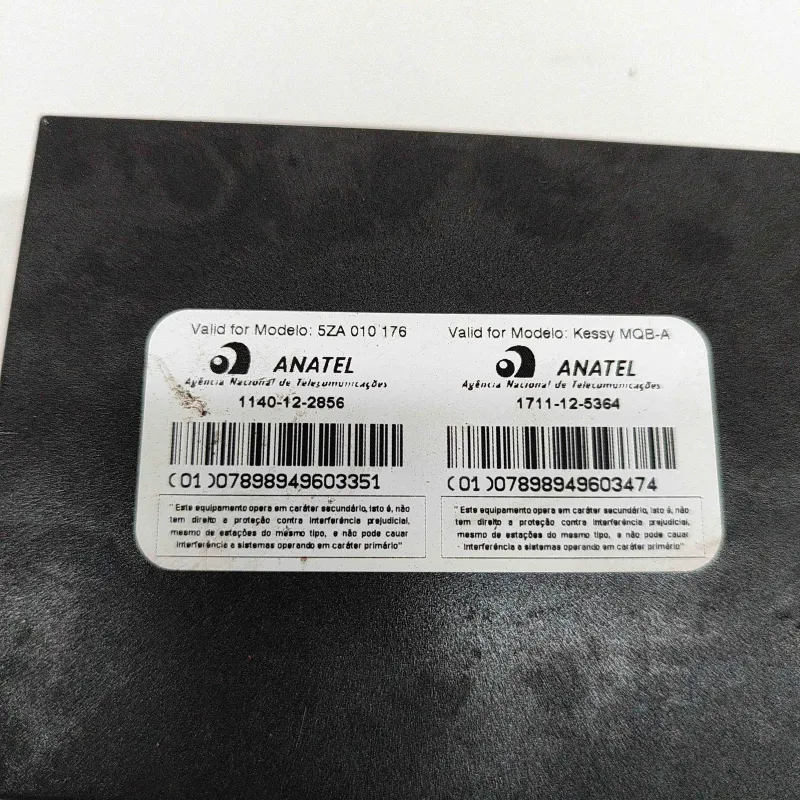 Valid for Modelo: 5ZA 010 176
ANATEL
Agência Nacional de Telecomunicações
1140-12-2856
(01)07898949603351
"Este equipamento opera em caráter secundário, isto é, não
tem direito a proteção contra interferência prejudicial,
mesmo de estações do mesmo tipo, e não pode cauar
interferência a sistemas operando em caráter primário"
Valid for Modelo: Kessy MQB-A
ANATEL
Agência Nacional de Telecomunicações
1711-12-5364
(01)07898949603474
"Este equipamento opera em caráter secundário, isto é, não
tem direito a proteção contra interferência prejudicial,
mesmo de estações do mesmo tipo, e não pode cauar
interferência a sistemas operando em caráter primário"